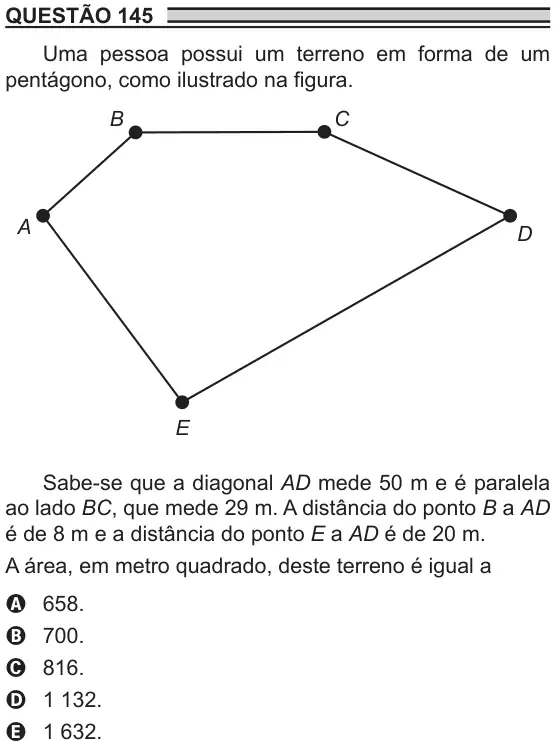 QUESTÃO 145
Uma pessoa possui um terreno em forma de um
pentágono, como ilustrado na figura.
B
C
A
D
E
Sabe-se que a diagonal AD mede 50 m e é paralela
ao lado BC, que mede 29 m. A distância do ponto B a AD
é de 8 m e a distância do ponto E a AD é de 20 m.
A área, em metro quadrado, deste terreno é igual a
A 658.
B 700.
C 816.
D 1 132.
E 1 632.